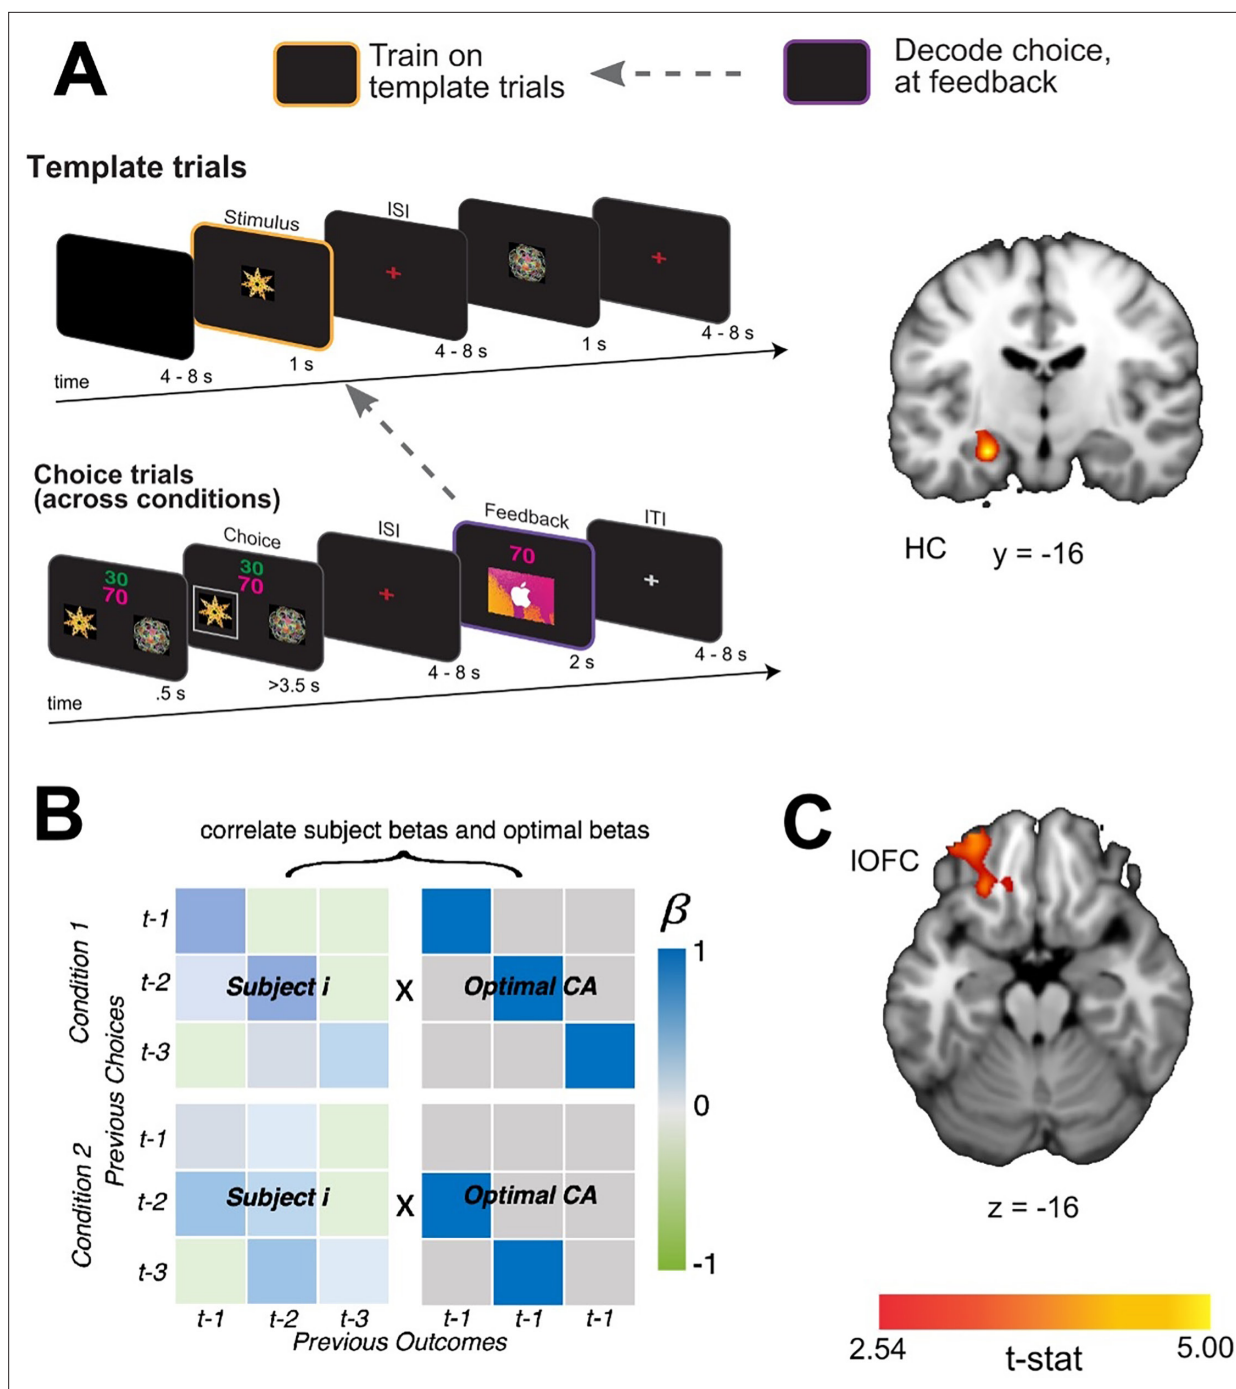 A
Train on
template trials
Decode choice,
at feedback
Template trials
Stimulus
ISI
4 - 8 s
1 s
4 - 8 s
1 s
4 - 8 s
time
HC y = -16
Choice trials
(across conditions)
Choice
ISI
Feedback
ITI
30
70
30
70
70
.5 s
>3.5 s
4 - 8 s
2 s
4 - 8 s
time
B
correlate subject betas and optimal betas
Condition 1
Condition 2
Previous Choices
t-1
t-2
t-3
t-1
t-2
t-3
Subject i
X
Optimal CA
Subject i
X
Optimal CA
t-1
t-2
t-3
t-1
t-1
t-1
Previous Outcomes
β
1
0
-1
C
lOFC
z = -16
2.54
t-stat
5.00